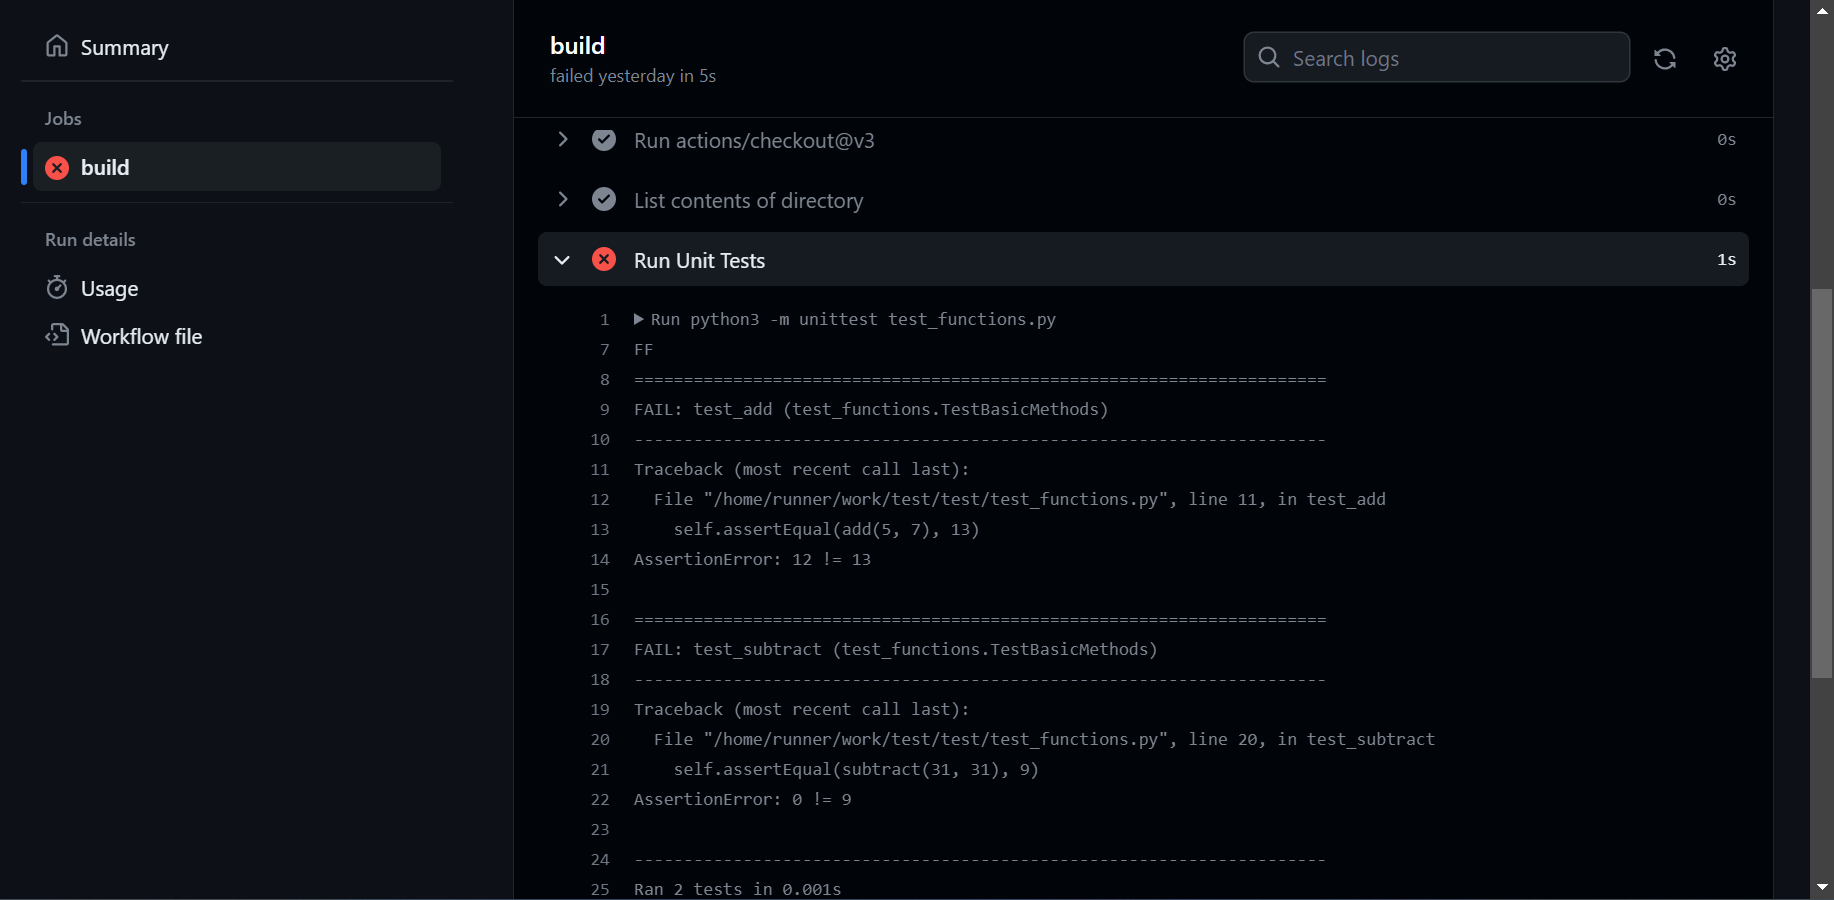 Summary
Jobs
build
Run details
Usage
Workflow file
build
failed yesterday in 5s
Search logs
Run actions/checkout@v3 0s
List contents of directory 0s
Run Unit Tests 1s
1 Run python3 -m unittest test_functions.py
7 FF
8 ======================================================================
9 FAIL: test_add (test_functions.TestBasicMethods)
10 ----------------------------------------------------------------------
11 Traceback (most recent call last):
12 File "/home/runner/work/test/test/test_functions.py", line 11, in test_add
13 self.assertEqual(add(5, 7), 13)
14 AssertionError: 12 != 13
15
16 ======================================================================
17 FAIL: test_subtract (test_functions.TestBasicMethods)
18 ----------------------------------------------------------------------
19 Traceback (most recent call last):
20 File "/home/runner/work/test/test/test_functions.py", line 20, in test_subtract
21 self.assertEqual(subtract(31, 31), 9)
22 AssertionError: 0 != 9
23
24 ----------------------------------------------------------------------
25 Ran 2 tests in 0.001s